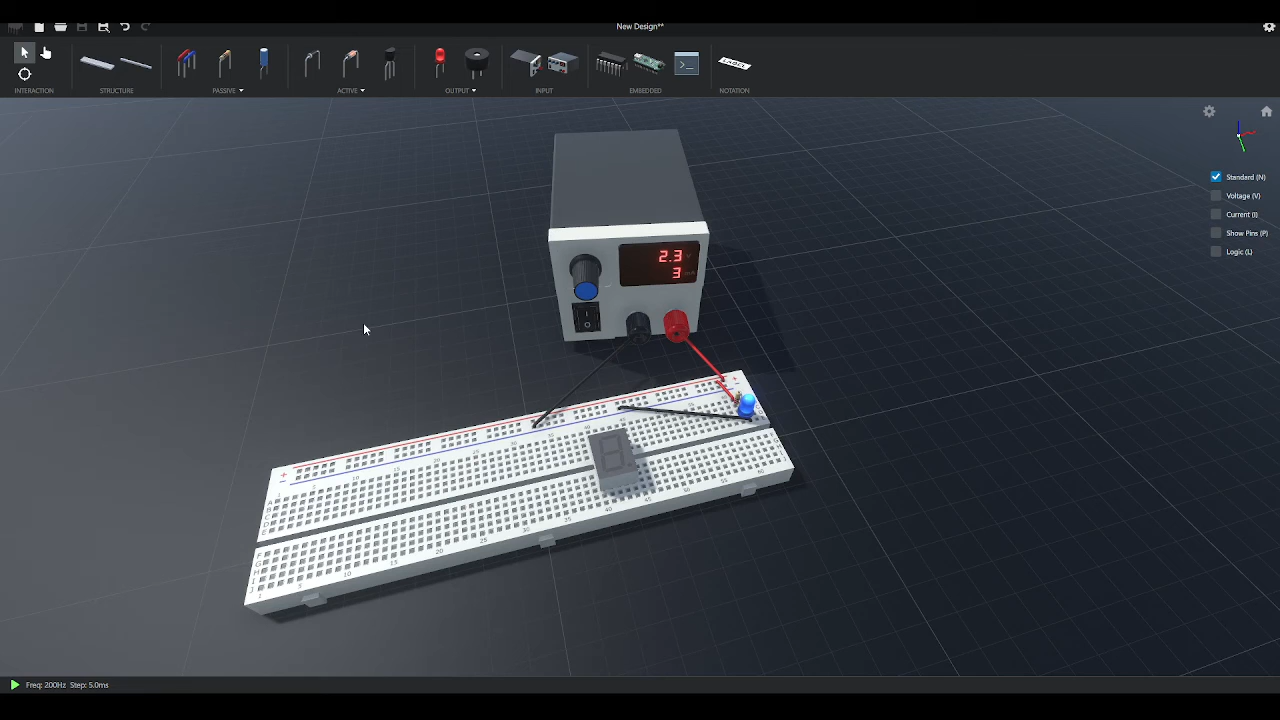 New Design**
INTERACTION
STRUCTURE
PASSIVE
ACTIVE
OUTPUT
INPUT
EMBEDDED
NOTATION
LABEL
>_
Standard (N)
Voltage (V)
Current (I)
Show Pins (P)
Logic (L)
2.3 V
3
Freq: 200Hz Step: 5.0ms